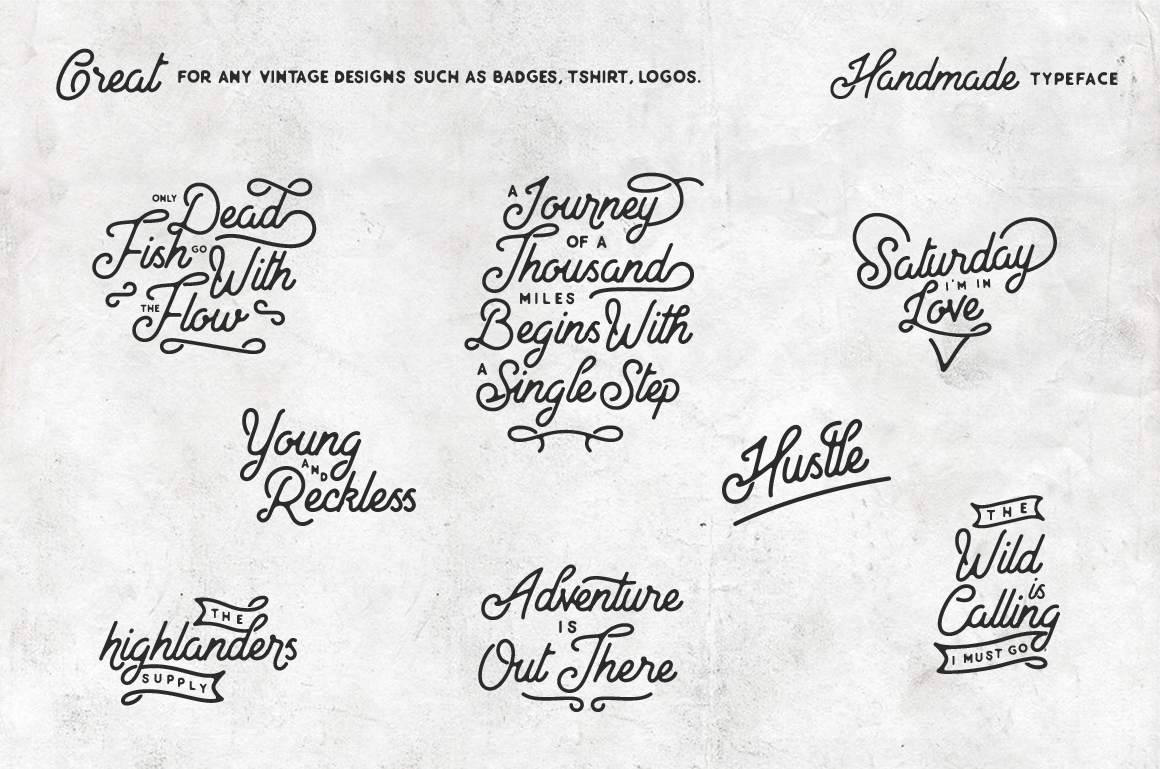 Great FOR ANY VINTAGE DESIGNS SUCH AS BADGES, TSHIRT, LOGOS.
Handmade TYPEFACE
ONLY Dead
Fish GO With
THE Flow
A Journey
OF A
Thousand
MILES
Begins With
A Single Step
Saturday
I'M IN
Love
Young
AND
Reckless
Hustle
THE
Wild
is
Calling
I MUST GO
THE
highlanders
SUPPLY
Adventure
IS
Out There